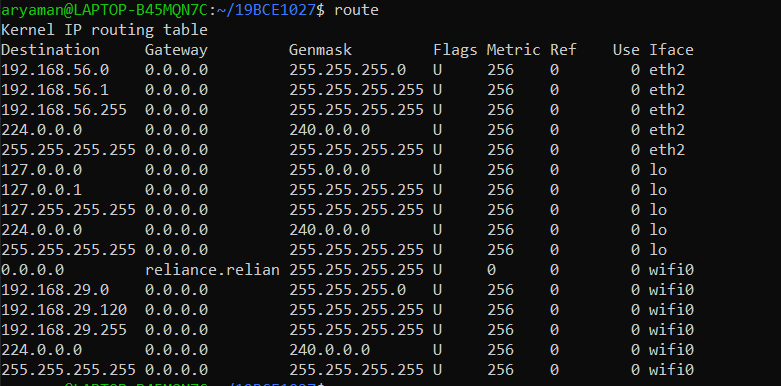 aryaman@LAPTOP-B45MQN7C:~/19BCE1027$ route
Kernel IP routing table
Destination Gateway Genmask Flags Metric Ref Use Iface
192.168.56.0 0.0.0.0 255.255.255.0 U 256 0 0 eth2
192.168.56.1 0.0.0.0 255.255.255.255 U 256 0 0 eth2
192.168.56.255 0.0.0.0 255.255.255.255 U 256 0 0 eth2
224.0.0.0 0.0.0.0 240.0.0.0 U 256 0 0 eth2
255.255.255.255 0.0.0.0 255.255.255.255 U 256 0 0 eth2
127.0.0.0 0.0.0.0 255.0.0.0 U 256 0 0 lo
127.0.0.1 0.0.0.0 255.255.255.255 U 256 0 0 lo
127.255.255.255 0.0.0.0 255.255.255.255 U 256 0 0 lo
224.0.0.0 0.0.0.0 240.0.0.0 U 256 0 0 lo
255.255.255.255 0.0.0.0 255.255.255.255 U 256 0 0 lo
0.0.0.0 reliance.relian 255.255.255.255 U 0 0 0 wifi0
192.168.29.0 0.0.0.0 255.255.255.0 U 256 0 0 wifi0
192.168.29.120 0.0.0.0 255.255.255.255 U 256 0 0 wifi0
192.168.29.255 0.0.0.0 255.255.255.255 U 256 0 0 wifi0
224.0.0.0 0.0.0.0 240.0.0.0 U 256 0 0 wifi0
255.255.255.255 0.0.0.0 255.255.255.255 U 256 0 0 wifi0